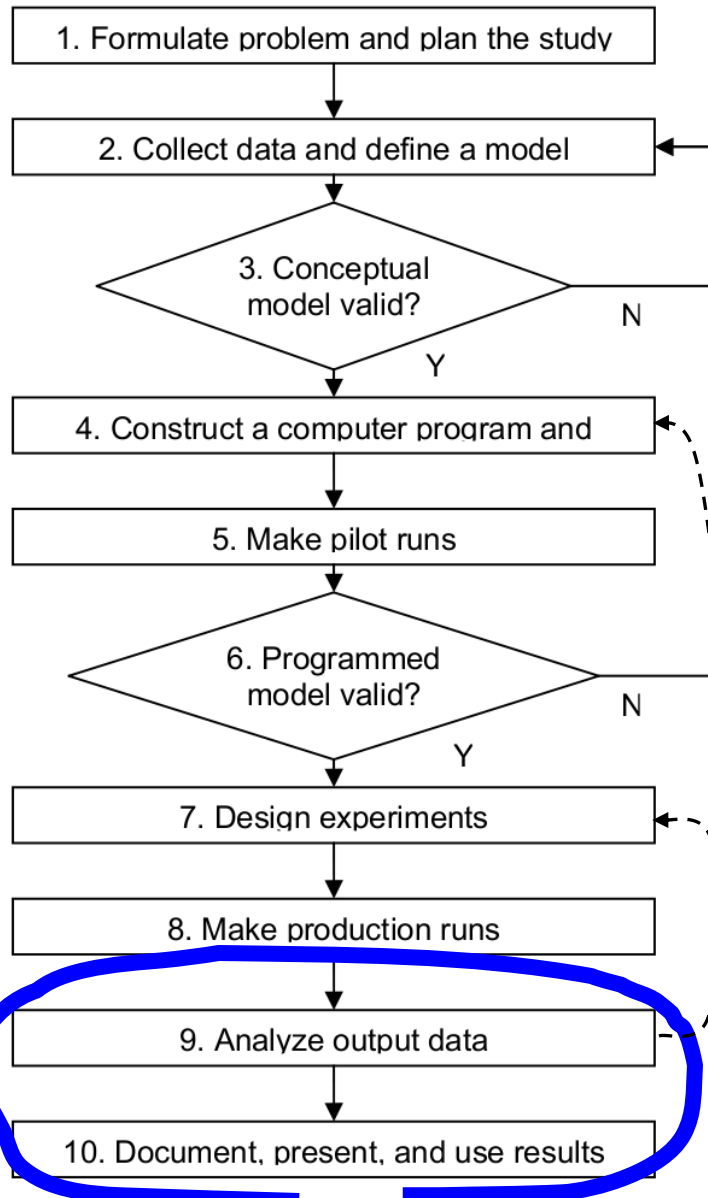 1. Formulate problem and plan the study
2. Collect data and define a model
3. Conceptual
model valid?
N
Y
4. Construct a computer program and
5. Make pilot runs
6. Programmed
model valid?
N
Y
7. Design experiments
8. Make production runs
9. Analyze output data
10. Document, present, and use results